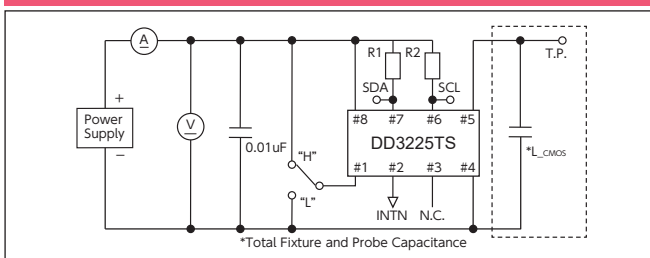 A
R1
R2
T.P.
SDA
SCL
+
Power
Supply
−
V
0.01uF
#8
#7
#6
#5
DD3225TS
#1
#2
#3
#4
"H"
"L"
*L_CMOS
INTN
N.C.
*Total Fixture and Probe Capacitance